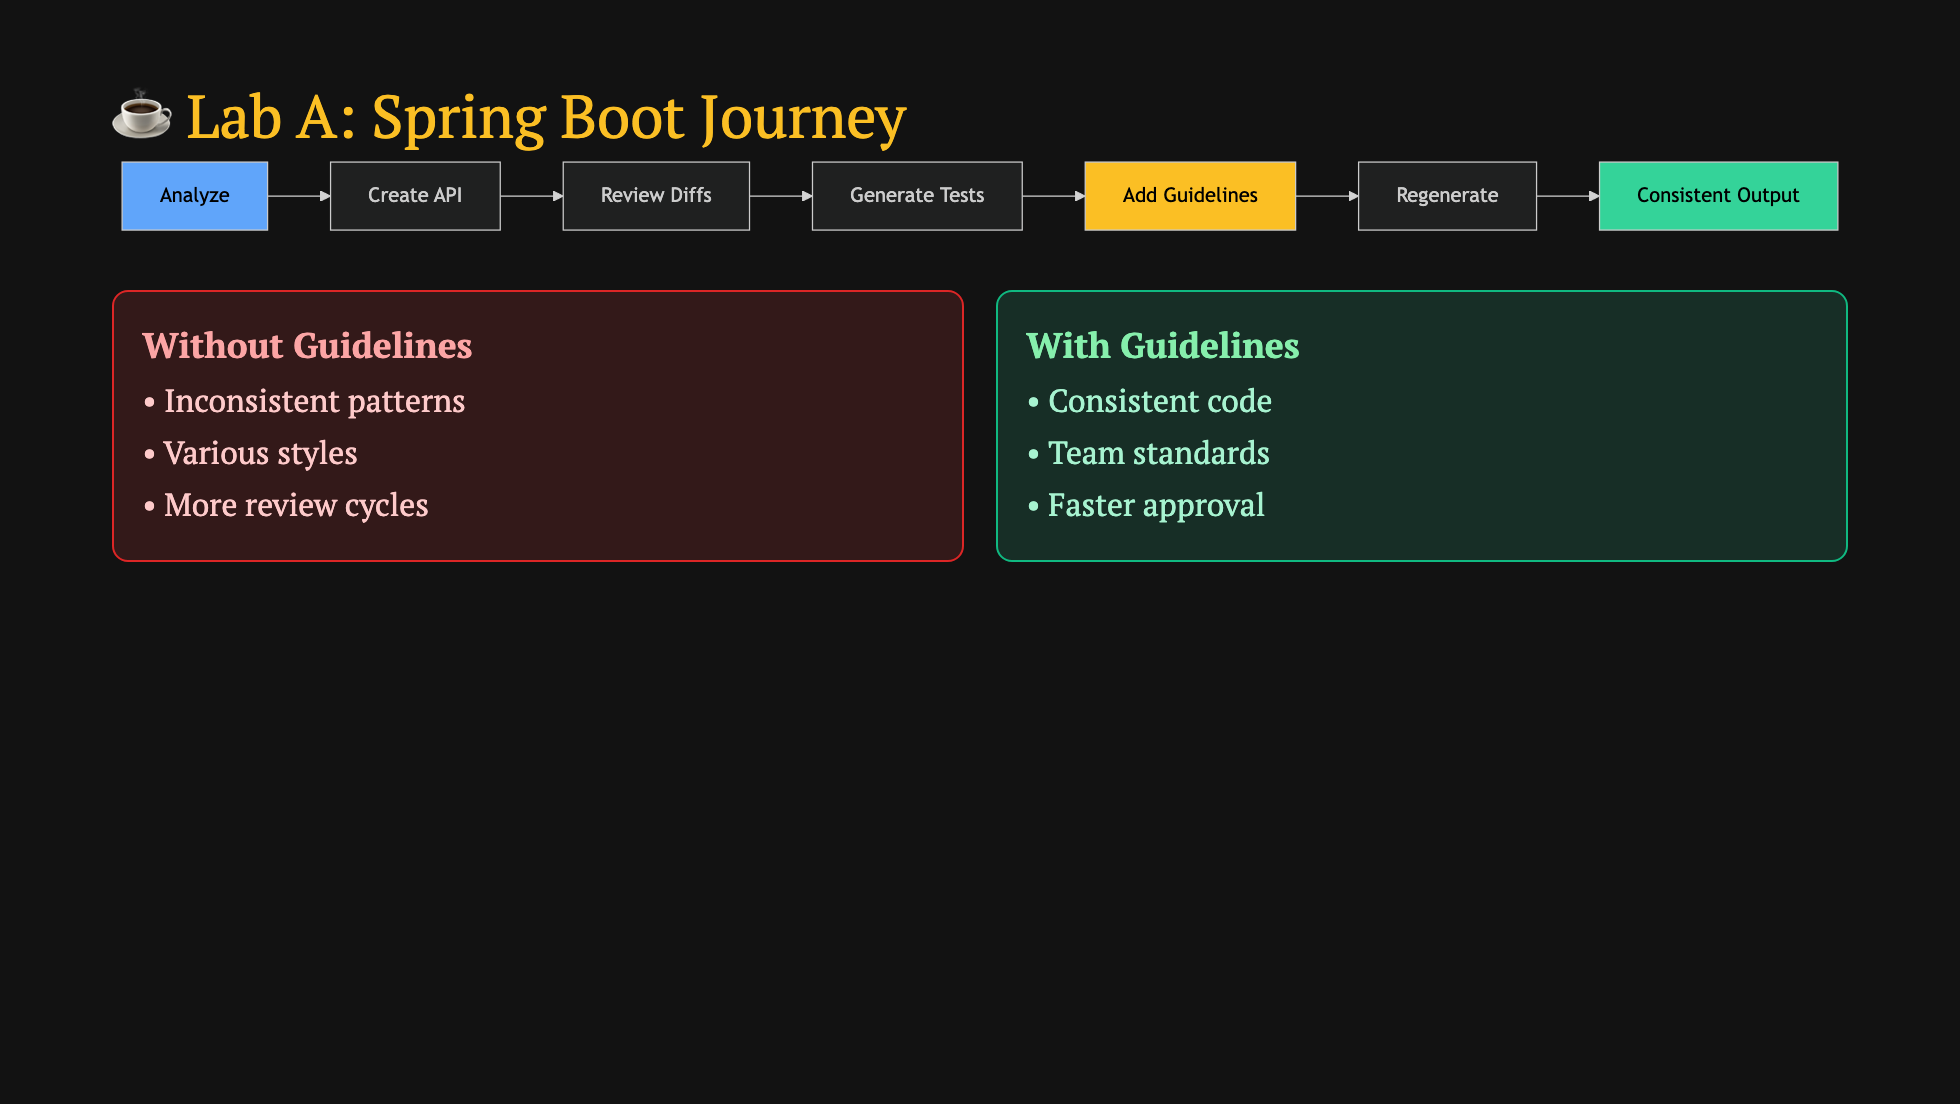 Lab A: Spring Boot Journey
Analyze
Create API
Review Diffs
Generate Tests
Add Guidelines
Regenerate
Consistent Output
Without Guidelines
• Inconsistent patterns
• Various styles
• More review cycles
With Guidelines
• Consistent code
• Team standards
• Faster approval